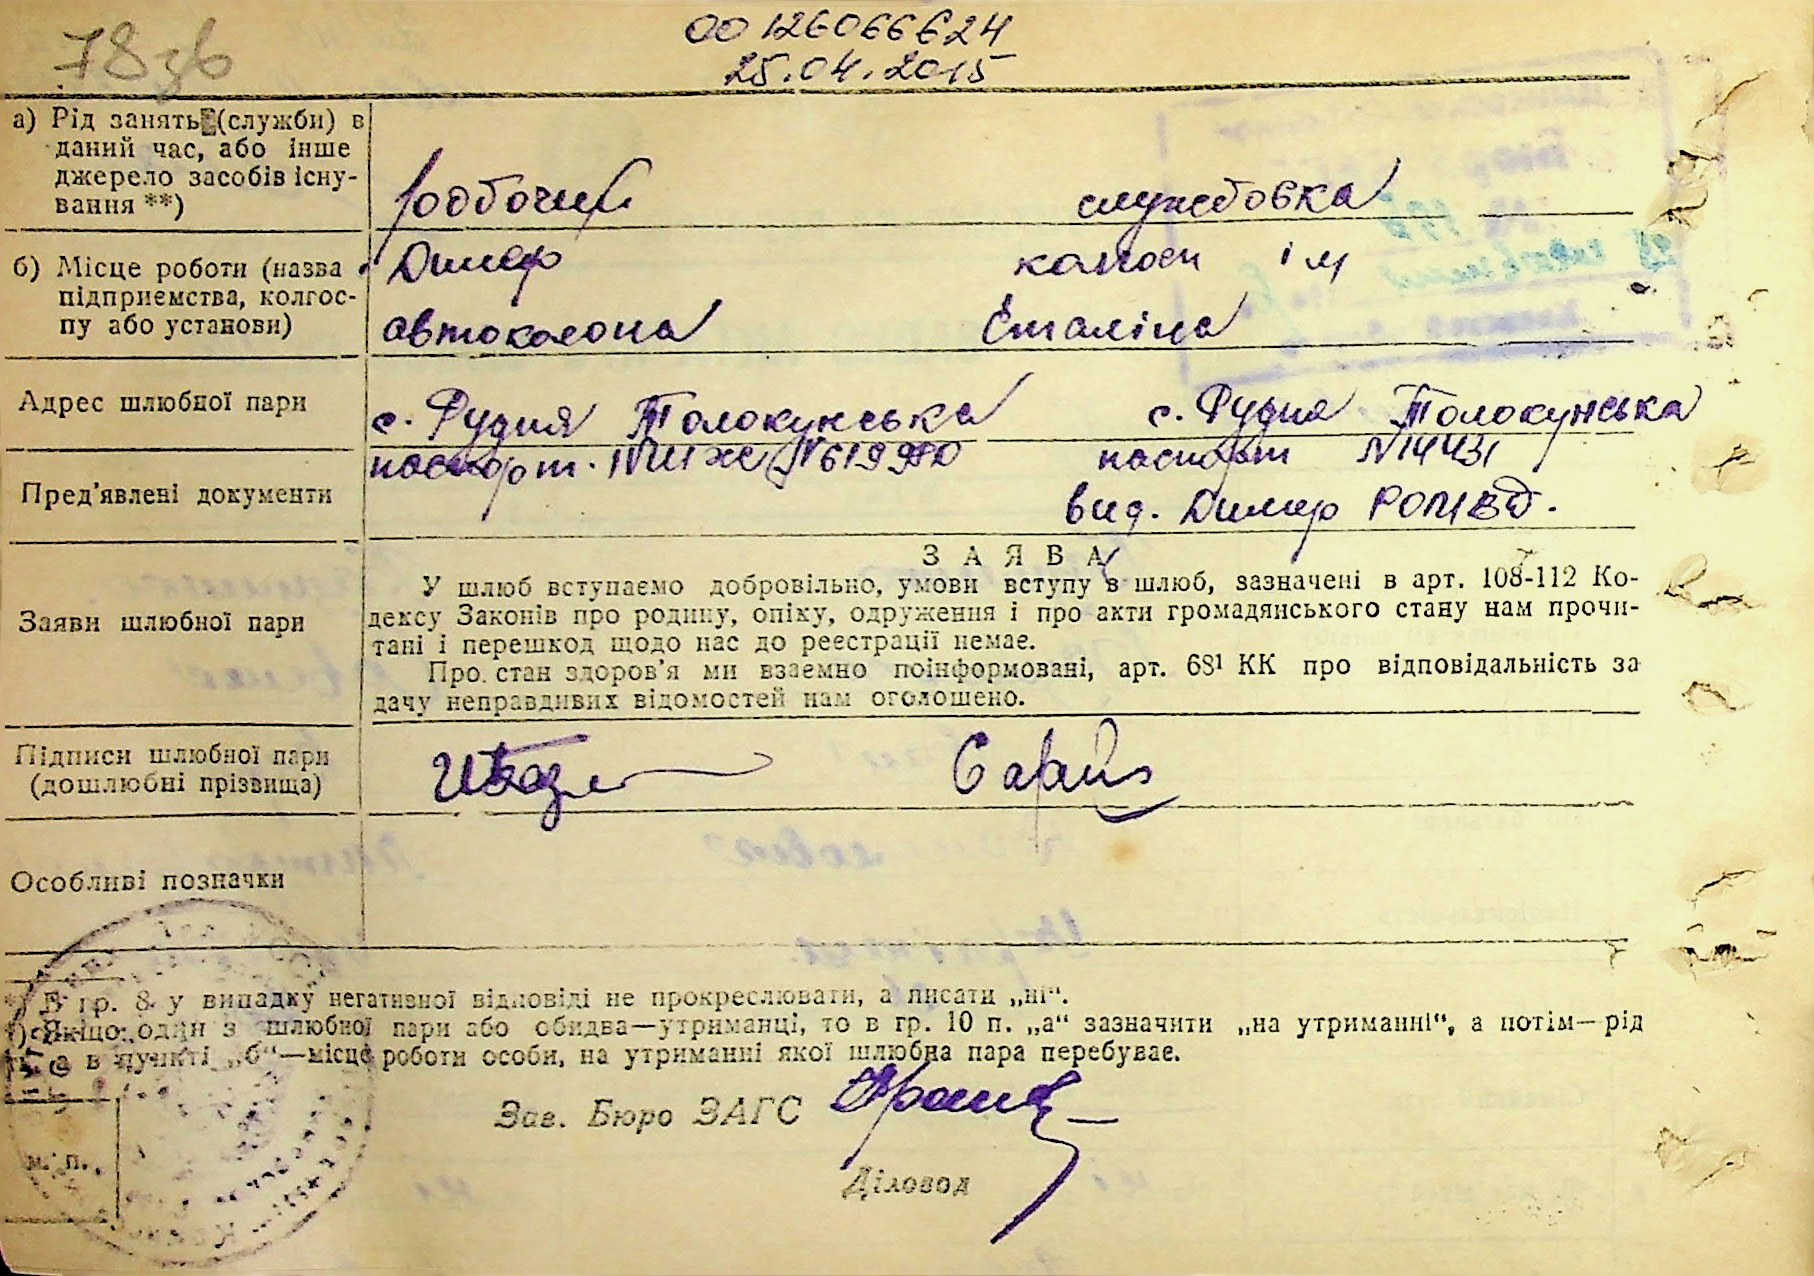 78зв
00126066624
25.04.2015
а) Рід занять (служби) в даний час, або інше джерело засобів існування **)
робочий службовка
б) Місце роботи (назва підприємства, колгоспу або установи)
Димер колгосп ім
автоколона Сталіна
Адрес шлюбної пари
с. Рудня Толокунська с. Рудня Толокунська
Пред'явлені документи
паспорт. N 619970 паспорт N14431
вид. Димер РОМВД.
Заяви шлюбної пари
ЗАЯВА
У шлюб вступаємо добровільно, умови вступу в шлюб, зазначені в арт. 108-112 Ко-
дексу Законів про родину, опіку, одруження і про акти громадянського стану нам прочи-
тані і перешкод щодо нас до реєстрації немає.
Про стан здоров'я ми взаємно поінформовані, арт. 68¹ КК про відповідальність за
дачу неправдивих відомостей нам оголошено.
Підписи шлюбної пари
(дошлюбні прізвища)
Особливі позначки
В гр. 8 у випадку негативної відповіді не прокреслювати, а писати „ні“.
Якщо один з шлюбної пари або обидва—утриманці, то в гр. 10 п. „а“ зазначити „на утриманні“, а потім—рід
а в пункті „б“—місце роботи особи, на утриманні якої шлюбна пара перебуває.
Зав. Бюро ЗАГС
м. п.
Діловод